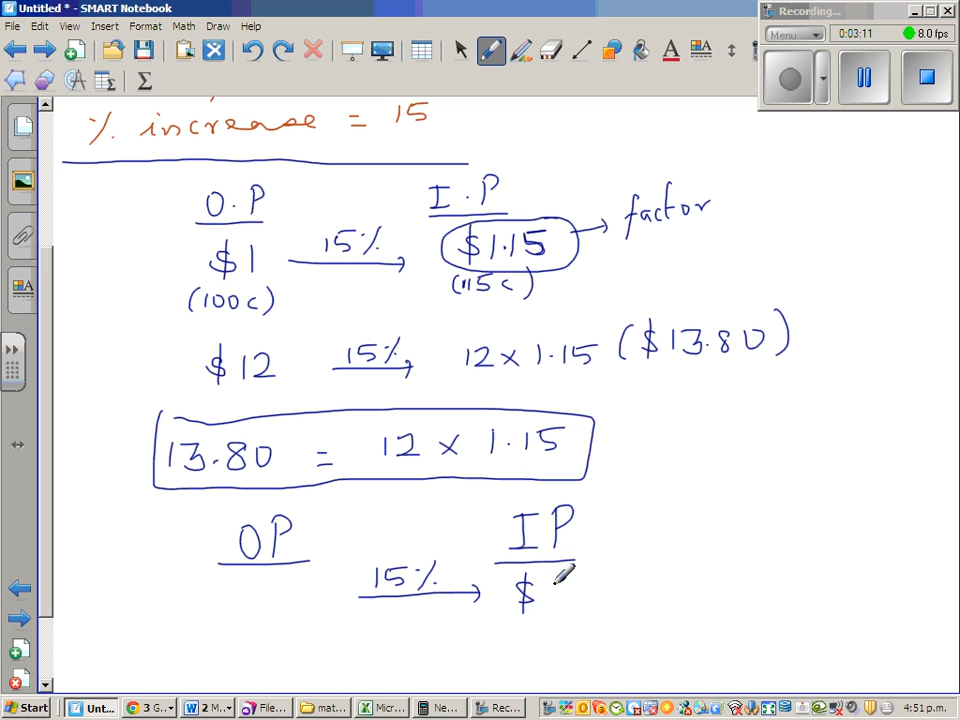 Untitled * - SMART Notebook
Recording...
File Edit View Insert Format Tools Math Draw Help
Menu 0:03:11 8.0 fps
% increase = 15
O.P I.P
$1 15% $1.15 factor
(100c) (115 c)
$12 15% 12 x 1.15 ($13.80)
13.80 = 12 x 1.15
OP IP
15% $
Start Unt... 3 G... 2 M... File... mat... Micr... Ne... Rec... 4:51 p.m.